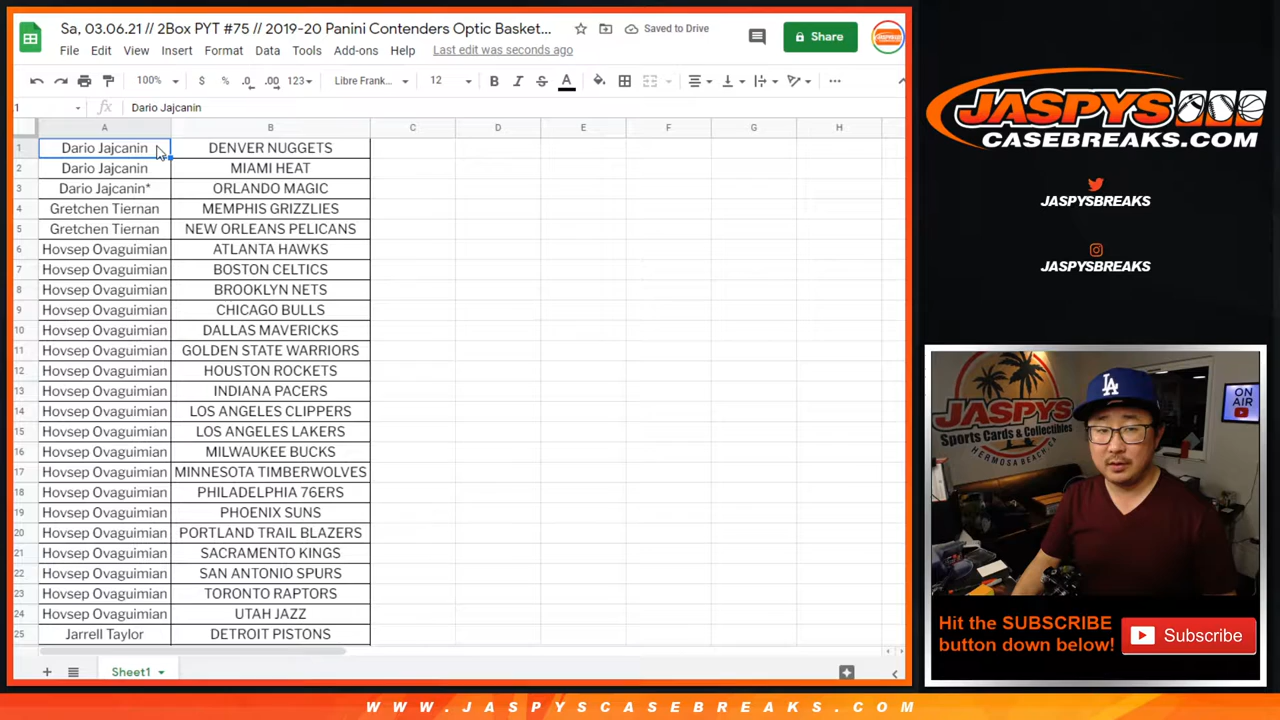 Sa, 03.06.21 // 2Box PYT #75 // 2019-20 Panini Contenders Optic Basket...
Saved to Drive
Share
File Edit View Insert Format Data Tools Add-ons Help Last edit was seconds ago
100% $ % .0 .00 123 Libre Frank... 12 B I S A
1 fx Dario Jajcanin
A B C D E F G H
1 Dario Jajcanin DENVER NUGGETS
2 Dario Jajcanin MIAMI HEAT
3 Dario Jajcanin* ORLANDO MAGIC
4 Gretchen Tiernan MEMPHIS GRIZZLIES
5 Gretchen Tiernan NEW ORLEANS PELICANS
6 Hovsep Ovaguimian ATLANTA HAWKS
7 Hovsep Ovaguimian BOSTON CELTICS
8 Hovsep Ovaguimian BROOKLYN NETS
9 Hovsep Ovaguimian CHICAGO BULLS
10 Hovsep Ovaguimian DALLAS MAVERICKS
11 Hovsep Ovaguimian GOLDEN STATE WARRIORS
12 Hovsep Ovaguimian HOUSTON ROCKETS
13 Hovsep Ovaguimian INDIANA PACERS
14 Hovsep Ovaguimian LOS ANGELES CLIPPERS
15 Hovsep Ovaguimian LOS ANGELES LAKERS
16 Hovsep Ovaguimian MILWAUKEE BUCKS
17 Hovsep Ovaguimian MINNESOTA TIMBERWOLVES
18 Hovsep Ovaguimian PHILADELPHIA 76ERS
19 Hovsep Ovaguimian PHOENIX SUNS
20 Hovsep Ovaguimian PORTLAND TRAIL BLAZERS
21 Hovsep Ovaguimian SACRAMENTO KINGS
22 Hovsep Ovaguimian SAN ANTONIO SPURS
23 Hovsep Ovaguimian TORONTO RAPTORS
24 Hovsep Ovaguimian UTAH JAZZ
25 Jarrell Taylor DETROIT PISTONS
Sheet1
JASPYS
CASEBREAKS.COM
JASPYSBREAKS
JASPYSBREAKS
JASPYS
Sports Cards & Collectibles
HERMOSA BEACH, CA
LA
ON
AIR
Hit the SUBSCRIBE
button down below!
Subscribe
WWW.JASPYSCASEBREAKS.COM